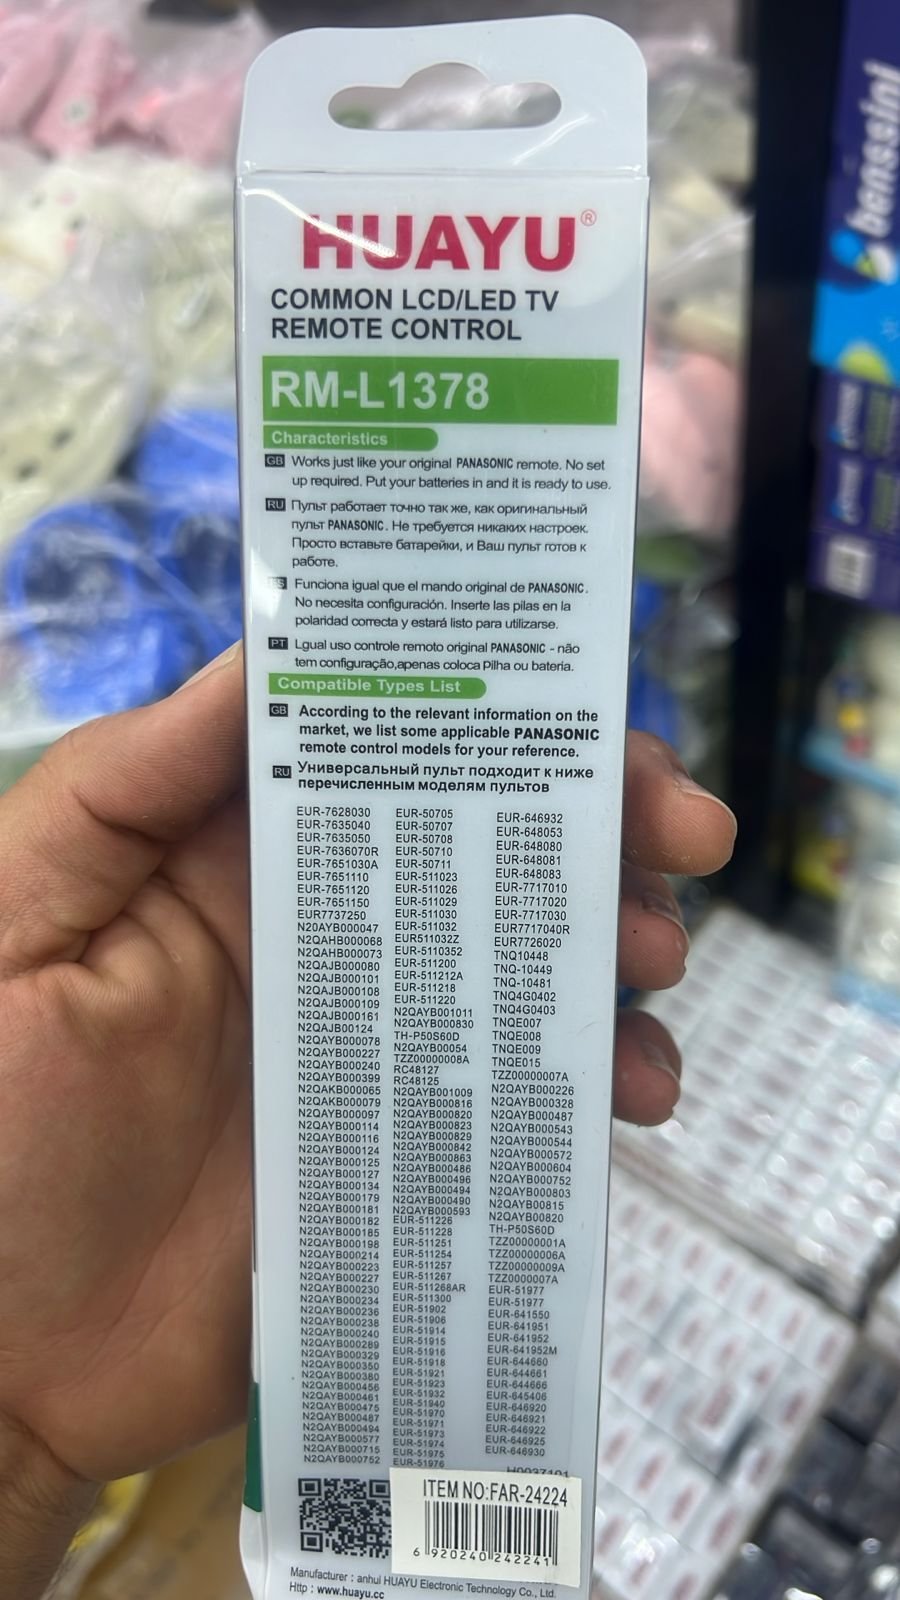 HUAYU®
COMMON LCD/LED TV
REMOTE CONTROL
RM-L1378
Characteristics
GB Works just like your original PANASONIC remote. No set
up required. Put your batteries in and it is ready to use.
RU Пульт работает точно так же, как оригинальный
пульт PANASONIC. Не требуется никаких настроек.
Просто вставьте батарейки, и Ваш пульт готов к
работе.
ES Funciona igual que el mando original de PANASONIC.
No necesita configuración. Inserte las pilas en la
polaridad correcta y estará listo para utilizarse.
PT Lgual uso controle remoto original PANASONIC - não
tem configuração,apenas coloca Pilha ou bateria.
Compatible Types List
GB According to the relevant information on the
market, we list some applicable PANASONIC
remote control models for your reference.
RU Универсальный пульт подходит к ниже
перечисленным моделям пультов
EUR-7628030
EUR-7635040
EUR-7635050
EUR-7636070R
EUR-7651030A
EUR-7651110
EUR-7651120
EUR-7651150
EUR7737250
N20AYB000047
N2QAHB000068
N2QAHB000073
N2QAJB000080
N2QAJB000101
N2QAJB000108
N2QAJB000109
N2QAJB000161
N2QAJB00124
N2QAYB000078
N2QAYB000227
N2QAYB000240
N2QAYB000399
N2QAKB000065
N2QAKB000079
N2QAYB000097
N2QAYB000114
N2QAYB000116
N2QAYB000124
N2QAYB000125
N2QAYB000127
N2QAYB000134
N2QAYB000179
N2QAYB000181
N2QAYB000182
N2QAYB000185
N2QAYB000198
N2QAYB000214
N2QAYB000223
N2QAYB000227
N2QAYB000230
N2QAYB000234
N2QAYB000236
N2QAYB000238
N2QAYB000240
N2QAYB000289
N2QAYB000329
N2QAYB000350
N2QAYB000380
N2QAYB000456
N2QAYB000461
N2QAYB000475
N2QAYB000487
N2QAYB000494
N2QAYB000577
N2QAYB000715
N2QAYB000752
EUR-50705
EUR-50707
EUR-50708
EUR-50710
EUR-50711
EUR-511023
EUR-511026
EUR-511029
EUR-511030
EUR-511032
EUR511032Z
EUR-5110352
EUR-511200
EUR-511212A
EUR-511218
EUR-511220
N2QAYB001011
N2QAYB000830
TH-P50S60D
N2QAYB00054
TZZ00000008A
RC48127
RC48125
N2QAYB001009
N2QAYB000816
N2QAYB000820
N2QAYB000823
N2QAYB000829
N2QAYB000842
N2QAYB000863
N2QAYB000486
N2QAYB000496
N2QAYB000494
N2QAYB000490
N2QAYB000593
EUR-511226
EUR-511228
EUR-511251
EUR-511254
EUR-511257
EUR-511267
EUR-511268AR
EUR-511300
EUR-51902
EUR-51906
EUR-51914
EUR-51915
EUR-51916
EUR-51918
EUR-51921
EUR-51923
EUR-51932
EUR-51940
EUR-51970
EUR-51971
EUR-51973
EUR-51974
EUR-51975
EUR-51976
EUR-646932
EUR-648053
EUR-648080
EUR-648081
EUR-648083
EUR-7717010
EUR-7717020
EUR-7717030
EUR7717040R
EUR7726020
TNQ10448
TNQ-10449
TNQ-10481
TNQ4G0402
TNQ4G0403
TNQE007
TNQE008
TNQE009
TNQE015
TZZ00000007A
N2QAYB000226
N2QAYB000328
N2QAYB000487
N2QAYB000543
N2QAYB000544
N2QAYB000572
N2QAYB000604
N2QAYB000752
N2QAYB000803
N2QAYB00815
N2QAYB00820
TH-P50S60D
TZZ00000001A
TZZ00000006A
TZZ00000009A
TZZ0000007A
EUR-51977
EUR-51977
EUR-641550
EUR-641951
EUR-641952
EUR-641952M
EUR-644660
EUR-644661
EUR-644666
EUR-645406
EUR-646920
EUR-646921
EUR-646922
EUR-646925
EUR-646930
ITEM NO:FAR-24224
6 920240 242241
Manufacturer : anhui HUAYU Electronic Technology Co., Ltd.
Http : www.huayu.cc
bensini